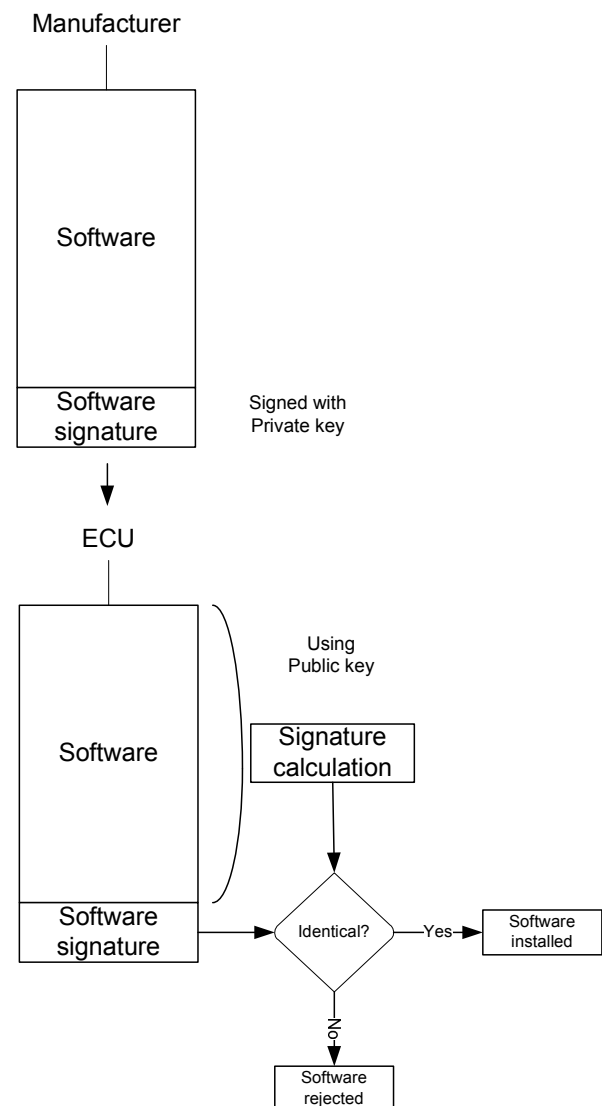 Manufacturer
Software
Software
signature
Signed with
Private key
ECU
Using
Public key
Signature
calculation
Software
Software
signature
Identical?
Yes
Software
installed
No
Software
rejected